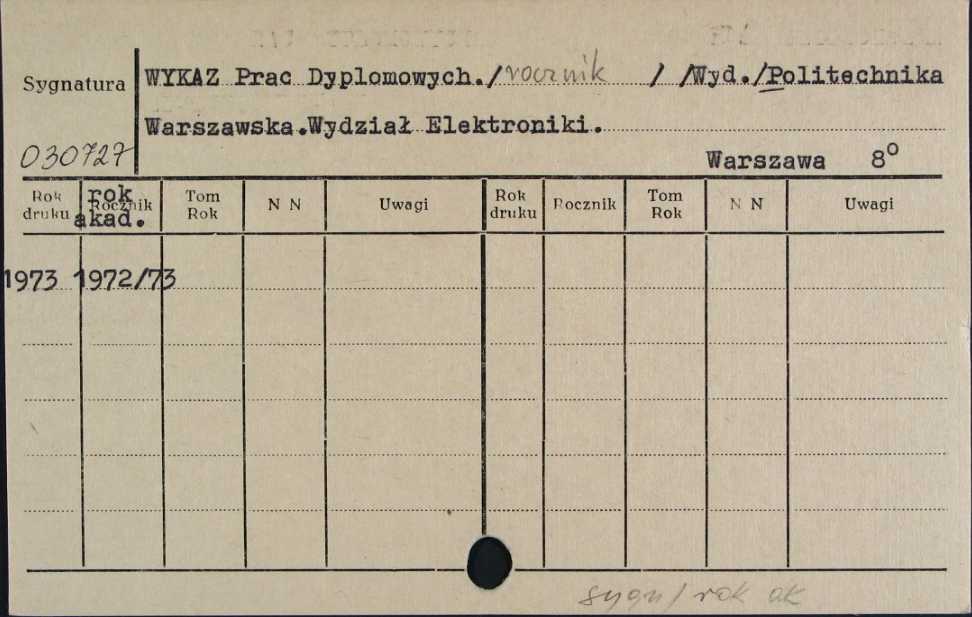 Sygnatura
WYKAZ Prac Dyplomowych./rocznik / /Wyd./Politechnika
Warszawska.Wydział Elektroniki.
030727
Warszawa 8º
Rok druku rok akad. Rocznik Tom Rok N N Uwagi Rok druku Rocznik Tom Rok N N Uwagi
1973 1972/73
sygn/ rok ak